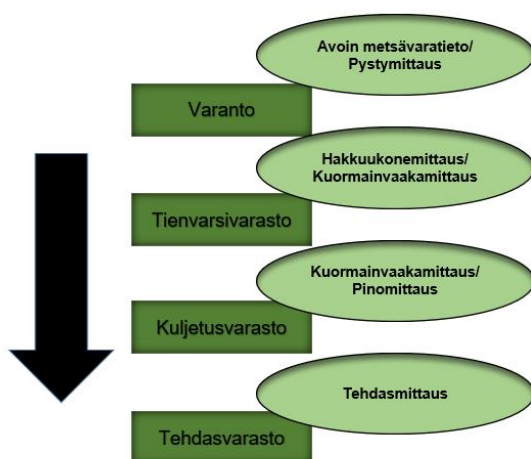 Avoin metsävaratieto/
Pystymittaus
Varanto
Hakkuukonemittaus/
Kuormainvaakamittaus
Tienvarsivarasto
Kuormainvaakamittaus/
Pinomittaus
Kuljetusvarasto
Tehdasmittaus
Tehdasvarasto